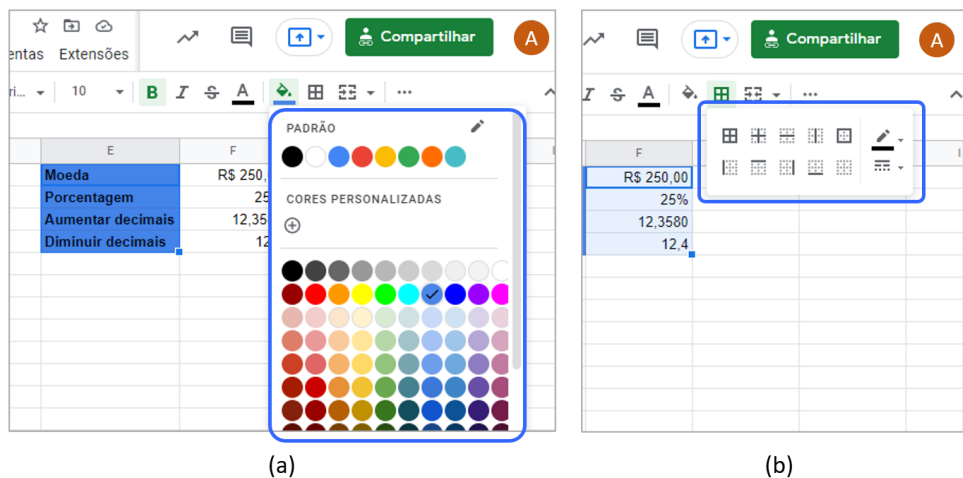 entas Extensões
Compartilhar
A
ri... 10 B I S A ...
E F I
PADRÃO
CORES PERSONALIZADAS
Moeda R$ 250,
Porcentagem 25
Aumentar decimais 12,35
Diminuir decimais 12
(a)
Compartilhar
A
I S A ...
F I
R$ 250,00
25%
12,3580
12,4
(b)